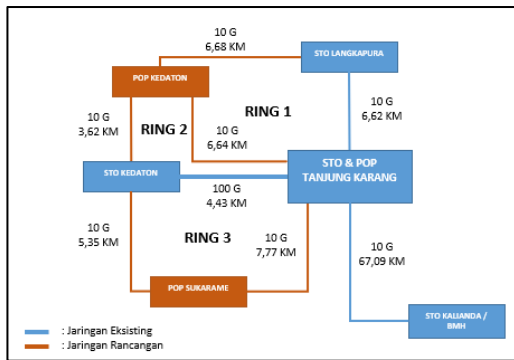 10 G
6,68 KM
STO LANGKAPURA
POP KEDATON
10 G
3,62 KM
RING 2
RING 1
10 G
6,64 KM
10 G
6,62 KM
STO KEDATON
STO & POP
TANJUNG KARANG
100 G
4,43 KM
10 G
5,35 KM
RING 3
10 G
7,77 KM
10 G
67,09 KM
POP SUKARAME
STO KALIANDA /
BMH
: Jaringan Eksisting
: Jaringan Rancangan